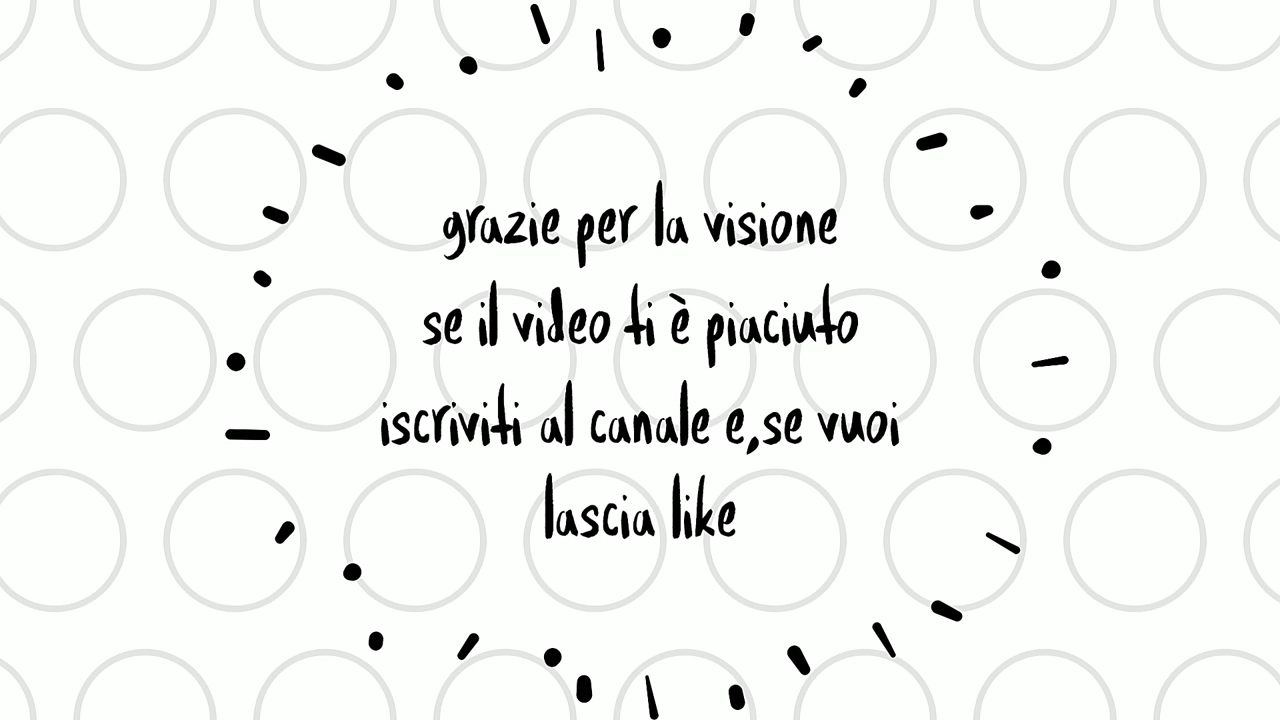 grazie per la visione
se il video ti è piaciuto
iscriviti al canale e,se vuoi
lascia like